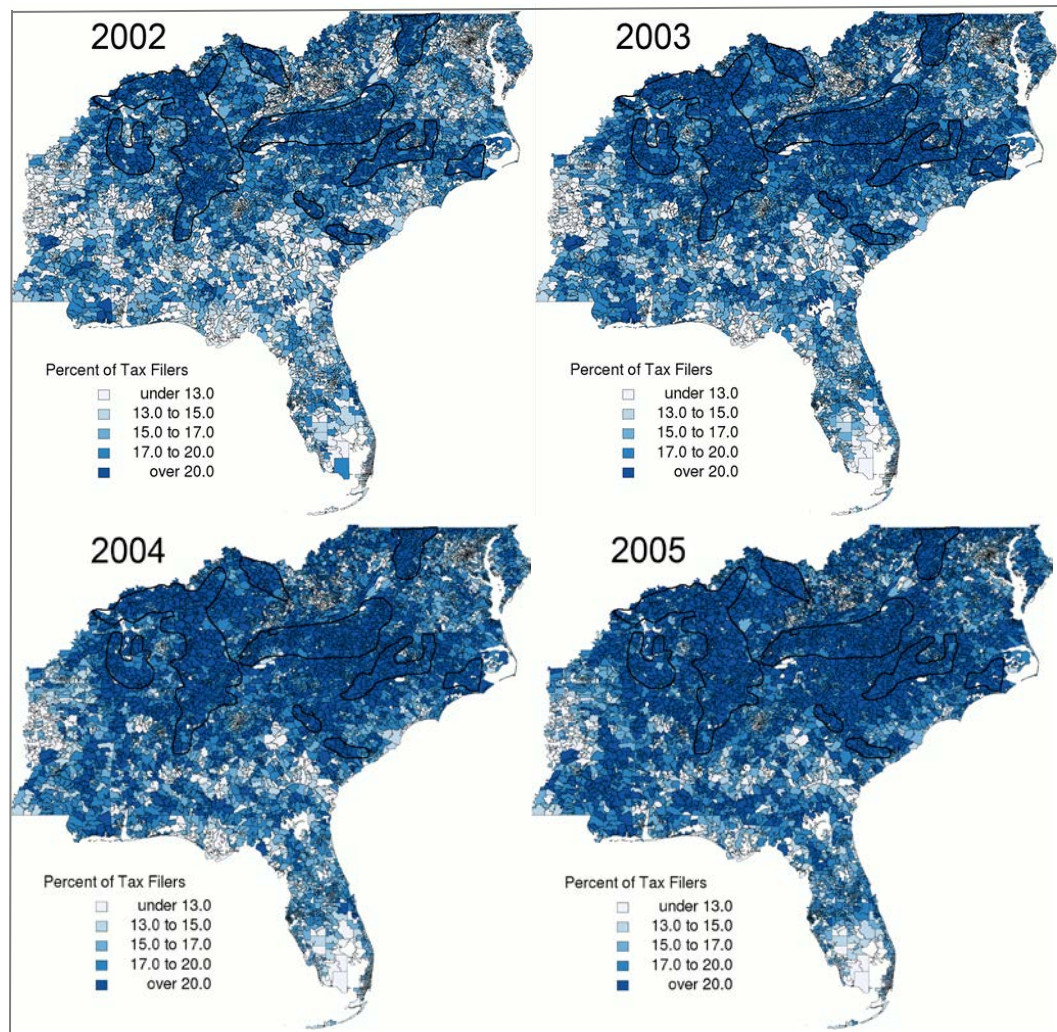 2002
Percent of Tax Filers
under 13.0
13.0 to 15.0
15.0 to 17.0
17.0 to 20.0
over 20.0
2003
Percent of Tax Filers
under 13.0
13.0 to 15.0
15.0 to 17.0
17.0 to 20.0
over 20.0
2004
Percent of Tax Filers
under 13.0
13.0 to 15.0
15.0 to 17.0
17.0 to 20.0
over 20.0
2005
Percent of Tax Filers
under 13.0
13.0 to 15.0
15.0 to 17.0
17.0 to 20.0
over 20.0